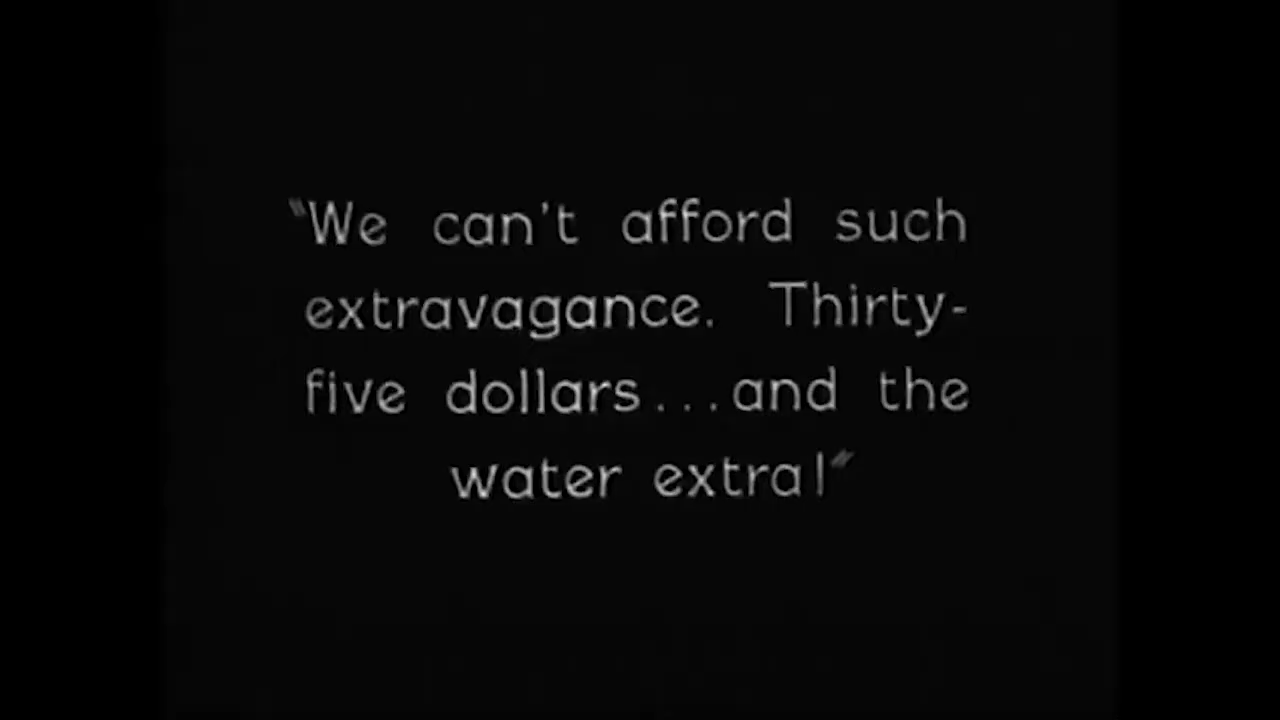 "We can't afford such
extravagance. Thirty-
five dollars...and the
water extra!"